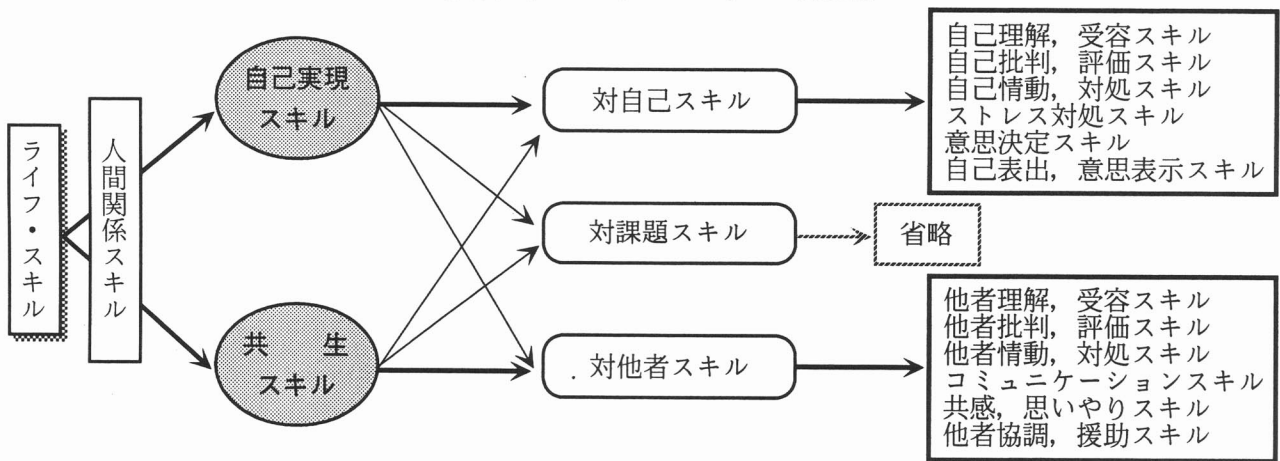 ライフ・スキル
人間関係スキル
自己実現
スキル
共 生
スキル
対自己スキル
対課題スキル
対他者スキル
自己理解，受容スキル
自己批判，評価スキル
自己情動，対処スキル
ストレス対処スキル
意思決定スキル
自己表出，意思表示スキル
省略
他者理解，受容スキル
他者批判，評価スキル
他者情動，対処スキル
コミュニケーションスキル
共感，思いやりスキル
他者協調，援助スキル